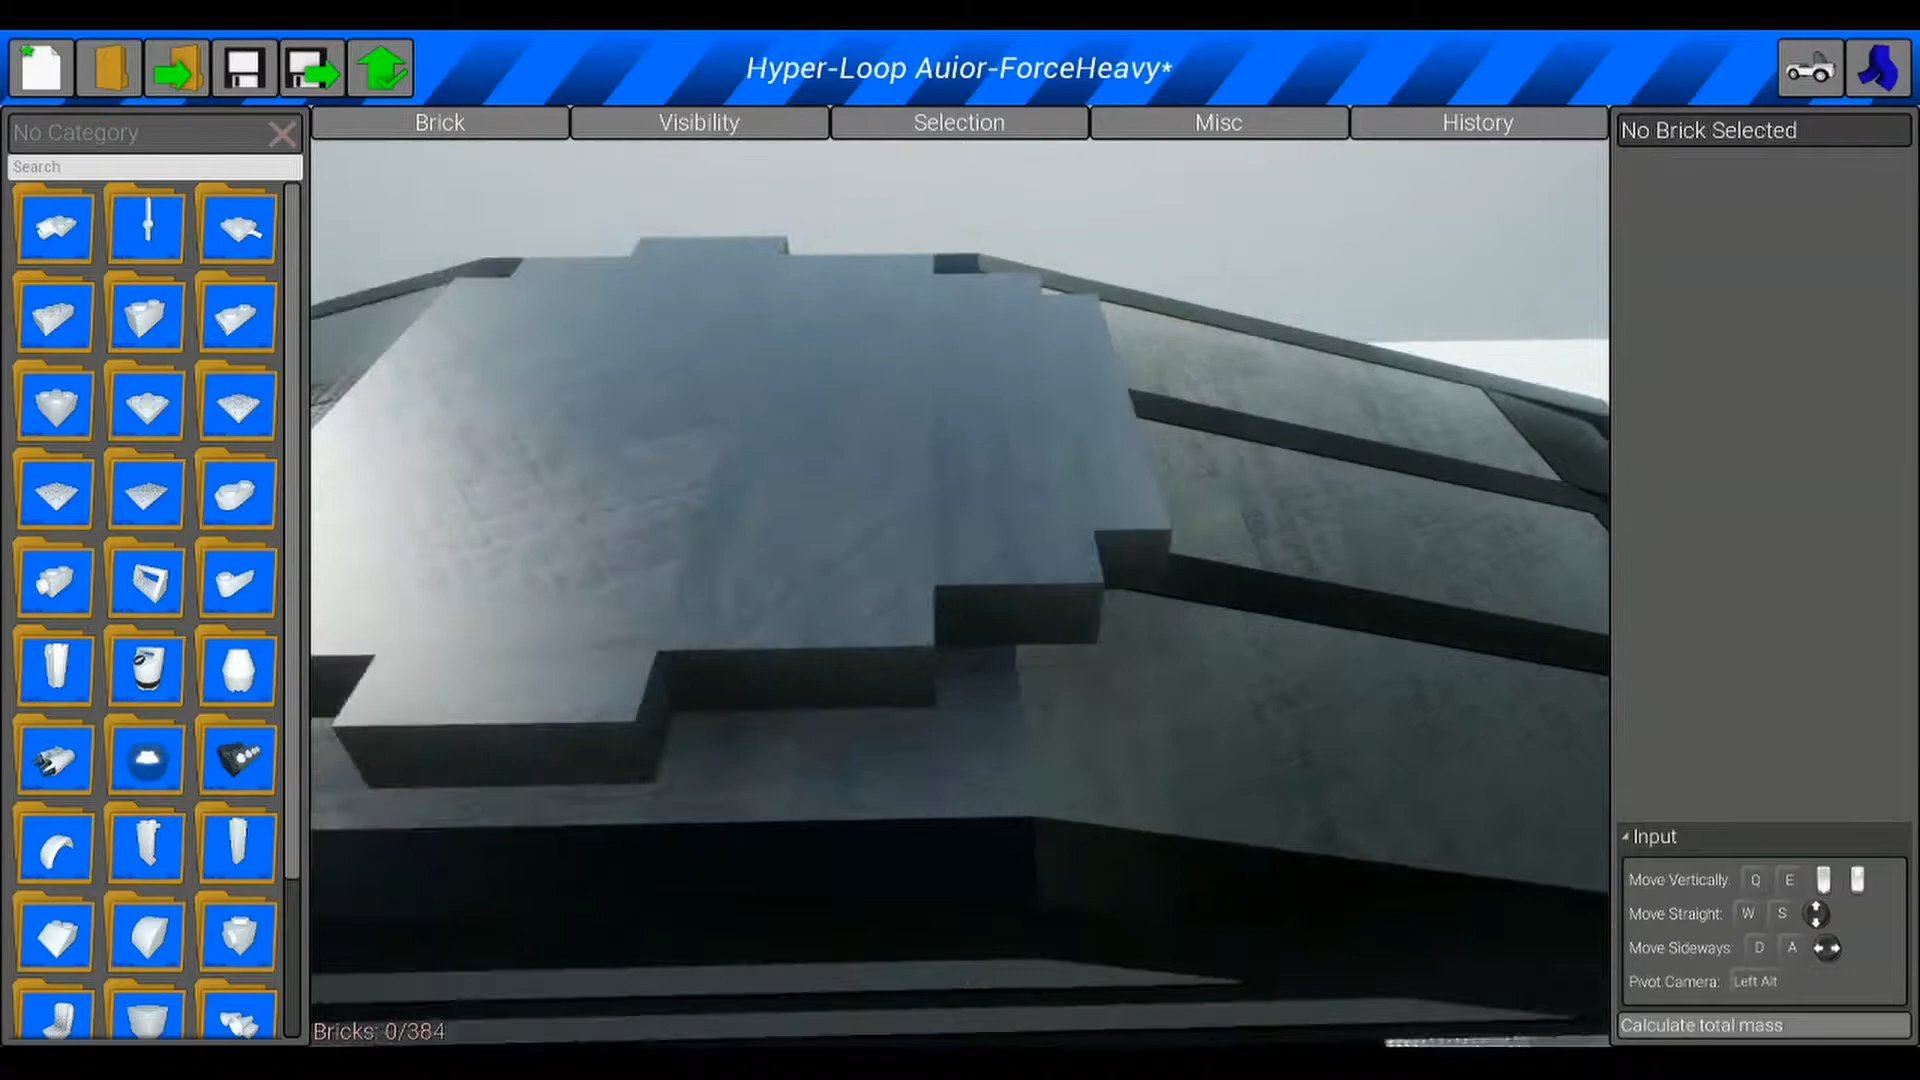 Hyper-Loop Auior-ForceHeavy*
No Category
Search
Brick
Visibility
Selection
Misc
History
No Brick Selected
Bricks: 0/384
Input
Move Vertically: Q E
Move Straight: W S
Move Sideways: D A
Pivot Camera: Left Alt
Calculate total mass